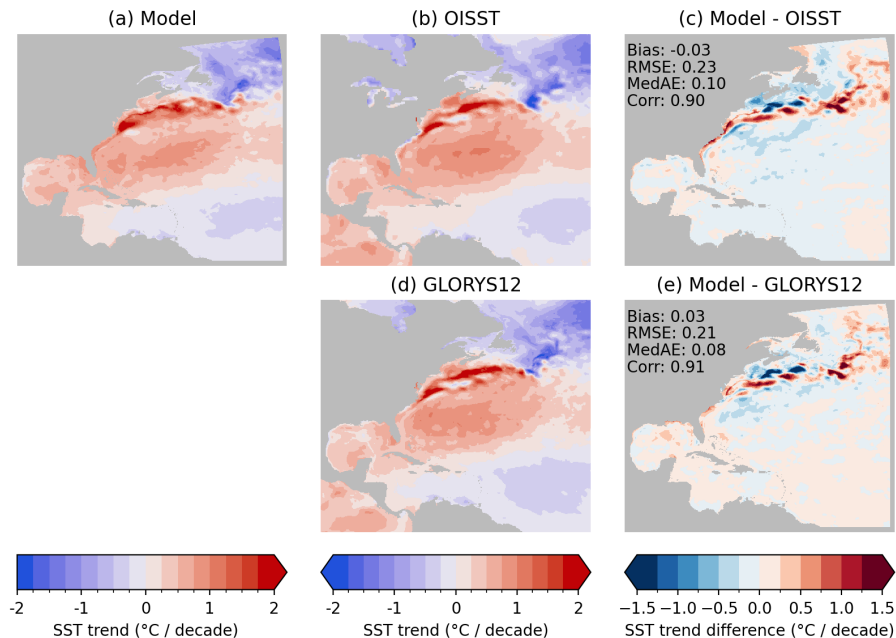 (a) Model
(b) OISST
(c) Model - OISST
Bias: -0.03
RMSE: 0.23
MedAE: 0.10
Corr: 0.90
(d) GLORYS12
(e) Model - GLORYS12
Bias: 0.03
RMSE: 0.21
MedAE: 0.08
Corr: 0.91
-2 -1 0 1 2
SST trend (°C / decade)
-2 -1 0 1 2
SST trend (°C / decade)
−1.5 −1.0 −0.5 0.0 0.5 1.0 1.5
SST trend difference (°C / decade)